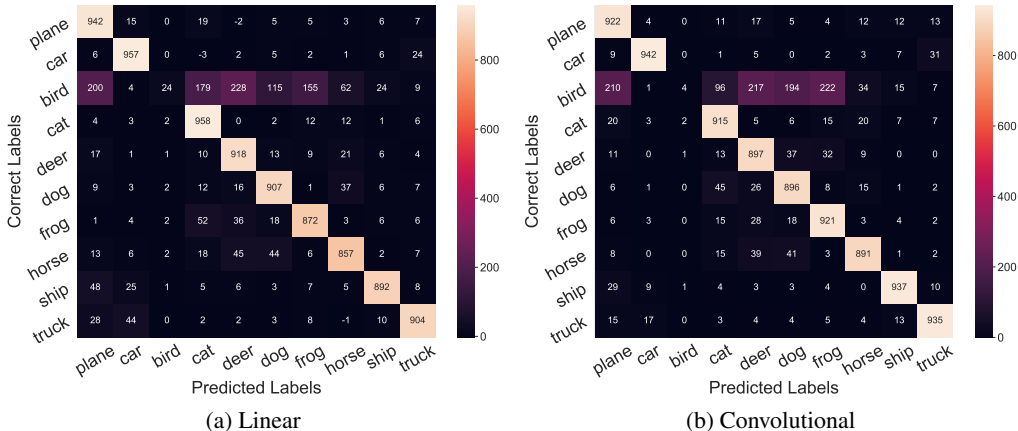 plane 942 15 0 19 -2 5 5 3 6 7
car 6 957 0 -3 2 5 2 1 6 24
bird 200 4 24 179 228 115 155 62 24 9
cat 4 3 2 958 0 2 12 12 1 6
deer 17 1 1 10 918 13 9 21 6 4
dog 9 3 2 12 16 907 1 37 6 7
frog 1 4 2 52 36 18 872 3 6 6
horse 13 6 2 18 45 44 6 857 2 7
ship 48 25 1 5 6 3 7 5 892 8
truck 28 44 0 2 2 3 8 -1 10 904
plane car bird cat deer dog frog horse ship truck
Correct Labels
Predicted Labels
800
600
400
200
0
(a) Linear
plane 922 4 0 11 17 5 4 12 12 13
car 9 942 0 1 5 0 2 3 7 31
bird 210 1 4 96 217 194 222 34 15 7
cat 20 3 2 915 5 6 15 20 7 7
deer 11 0 1 13 897 37 32 9 0 0
dog 6 1 0 45 26 896 8 15 1 2
frog 6 3 0 15 28 18 921 3 4 2
horse 8 0 0 15 39 41 3 891 1 2
ship 29 9 1 4 3 3 4 0 937 10
truck 15 17 0 3 4 4 5 4 13 935
plane car bird cat deer dog frog horse ship truck
Correct Labels
Predicted Labels
800
600
400
200
0
(b) Convolutional